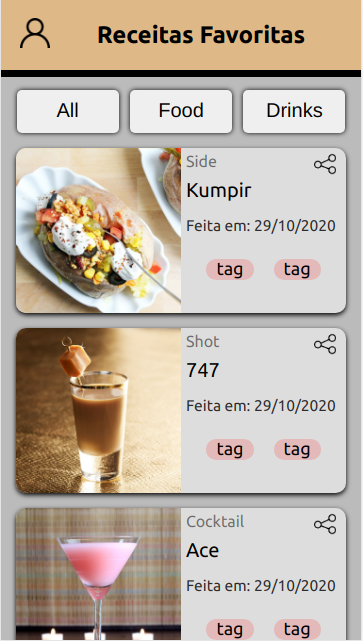 Receitas Favoritas
All
Food
Drinks
Side
Kumpir
Feita em: 29/10/2020
tag tag
Shot
747
Feita em: 29/10/2020
tag tag
Cocktail
Ace
Feita em: 29/10/2020
tag tag